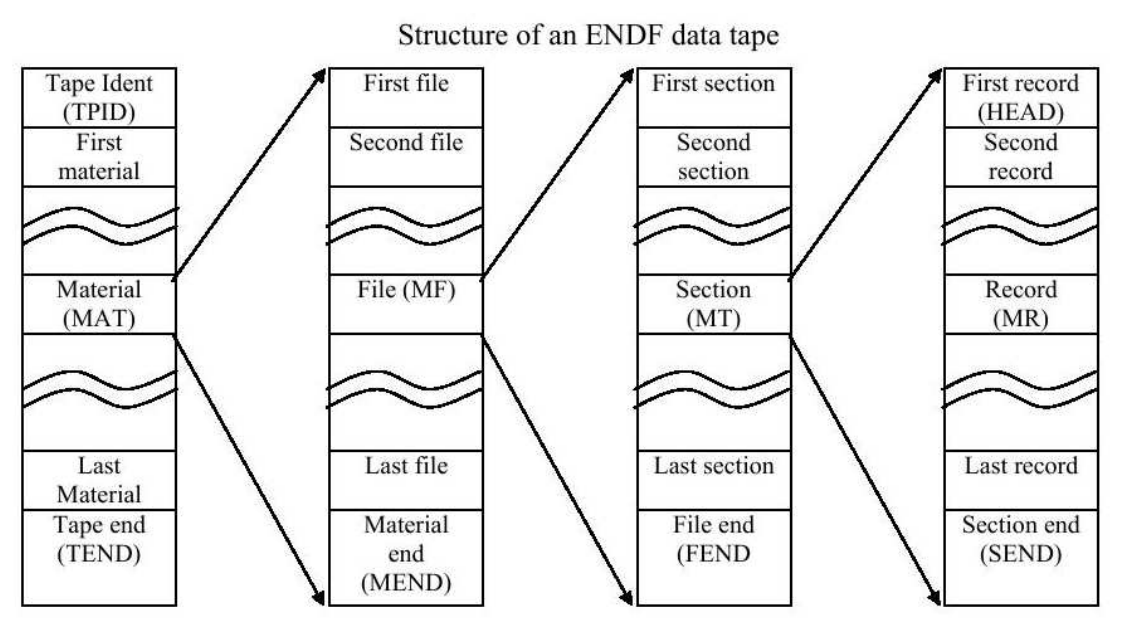 Structure of an ENDF data tape
Tape Ident
(TPID)
First
material
Material
(MAT)
Last
Material
Tape end
(TEND)
First file
Second file
File (MF)
Last file
Material
end
(MEND)
First section
Second
section
Section
(MT)
Last section
File end
(FEND
First record
(HEAD)
Second
record
Record
(MR)
Last record
Section end
(SEND)